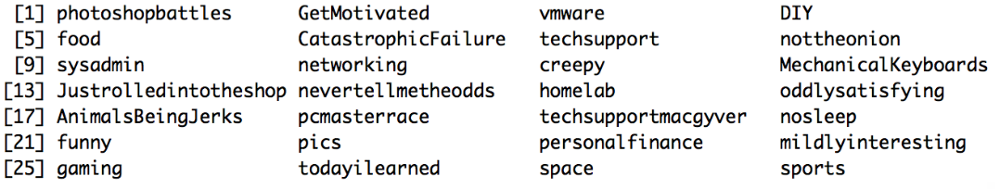 [1] photoshopbattles GetMotivated vmware DIY
[5] food CatastrophicFailure techsupport nottheonion
[9] sysadmin networking creepy MechanicalKeyboards
[13] Justrolledintotheshop nevertellmetheodds homelab oddlysatisfying
[17] AnimalsBeingJerks pcmasterrace techsupportmacgyver nosleep
[21] funny pics personalfinance mildlyinteresting
[25] gaming todayilearned space sports